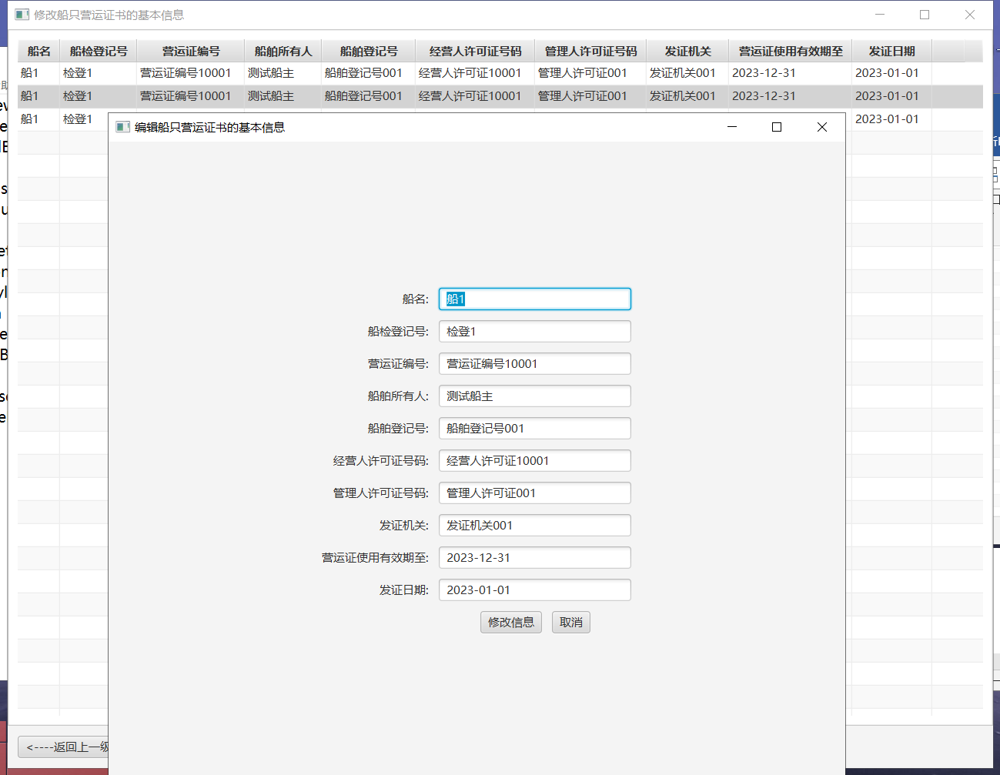 修改船只营运证书的基本信息
船名 船检登记号 营运证编号 船舶所有人 船舶登记号 经营人许可证号码 管理人许可证号码 发证机关 营运证使用有效期至 发证日期
船1 检登1 营运证编号10001 测试船主 船舶登记号001 经营人许可证10001 管理人许可证001 发证机关001 2023-12-31 2023-01-01
船1 检登1 营运证编号10001 测试船主 船舶登记号001 经营人许可证10001 管理人许可证001 发证机关001 2023-12-31 2023-01-01
船1 检登1 2023-01-01
编辑船只营运证书的基本信息
船名: 船1
船检登记号: 检登1
营运证编号: 营运证编号10001
船舶所有人: 测试船主
船舶登记号: 船舶登记号001
经营人许可证号码: 经营人许可证10001
管理人许可证号码: 管理人许可证001
发证机关: 发证机关001
营运证使用有效期至: 2023-12-31
发证日期: 2023-01-01
修改信息 取消
<----返回上一级